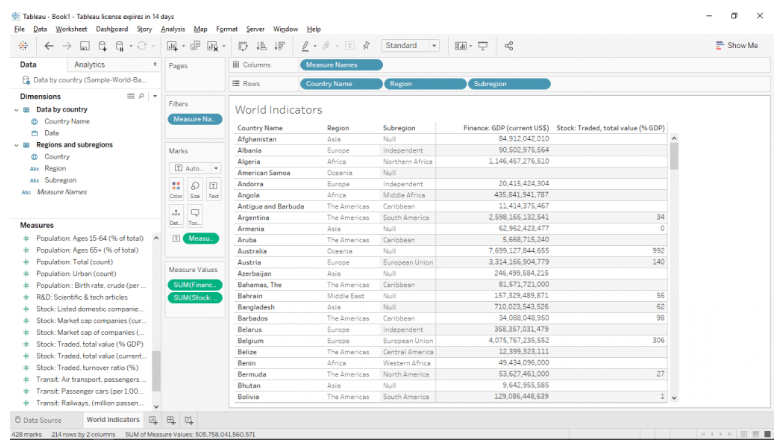 Tableau - Book1 - Tableau license expires in 14 days
File Data Worksheet Dashboard Story Analysis Map Format Server Window Help
Standard
Show Me
Data Analytics
Pages
Columns Measure Names
Data by country (Sample-World-Ba...
Rows Country Name Region Subregion
Dimensions
Filters
World Indicators
Data by country
Measure Na..
Country Name
Date
Country Name Region Subregion Finance: GDP (current US$) Stock: Traded, total value (% GDP)
Regions and subregions
Country
Abc Region
Abc Subregion
Abc Measure Names
Marks
Auto...
Color Size Text
Det.. Too...
Measu..
Measure Values
SUM(Financ..
SUM(Stock: ..
Afghanistan Asia Null 84,912,042,010
Albania Europe Independent 90,502,975,564
Algeria Africa Northern Africa 1,146,457,276,510
American Samoa Oceania Null
Andorra Europe Independent 20,415,424,304
Angola Africa Middle Africa 435,841,941,787
Antigua and Barbuda The Americas Caribbean 11,414,375,467
Argentina The Americas South America 2,598,165,132,541 34
Armenia Asia Null 62,962,423,477 0
Aruba The Americas Caribbean 5,668,715,240
Australia Oceania Null 7,699,127,844,655 992
Austria Europe European Union 3,314,166,904,779 140
Azerbaijan Asia Null 246,499,584,215
Bahamas, The The Americas Caribbean 81,571,721,000
Bahrain Middle East Null 157,329,489,871 56
Bangladesh Asia Null 710,023,543,526 62
Barbados The Americas Caribbean 34,088,048,950 98
Belarus Europe Independent 358,357,031,479
Belgium Europe European Union 4,075,767,235,552 306
Belize The Americas Central America 12,399,323,111
Benin Africa Western Africa 49,434,096,000
Bermuda The Americas North America 53,627,461,000 27
Bhutan Asia Null 9,642,955,585
Bolivia The Americas South America 129,086,448,639 1
Measures
Population: Ages 15-64 (% of total)
Population: Ages 65+ (% of total)
Population: Total (count)
Population: Urban (count)
Population:: Birth rate, crude (per ...
R&D: Scientific & tech articles
Stock: Listed domestic companie...
Stock: Market cap companies (cur...
Stock: Market cap of companies (...
Stock: Traded, total value (% GDP)
Stock: Traded, total value (current...
Stock: Traded, turnover ratio (%)
Transit: Air transport, passengers ...
Transit: Passenger cars (per 1,00...
Transit: Railways, (million passen...
Data Source World Indicators
428 marks 214 rows by 2 columns SUM of Measure Values: 505,758,041,560,571